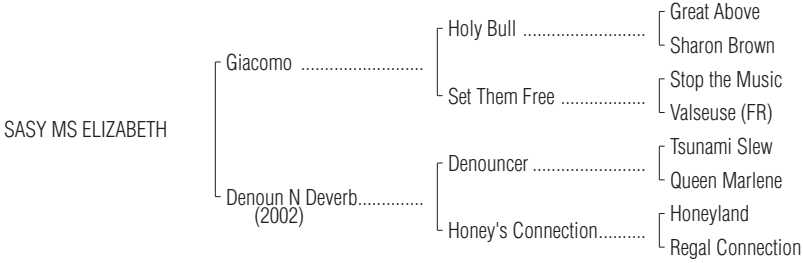 Great Above
Holy Bull ..........................
Sharon Brown
Giacomo ..........................
Stop the Music
Set Them Free ..................
Valseuse (FR)
SASY MS ELIZABETH
Tsunami Slew
Denouncer ........................
Queen Marlene
Denoun N Deverb..............
(2002)
Honeyland
Honey's Connection..........
Regal Connection